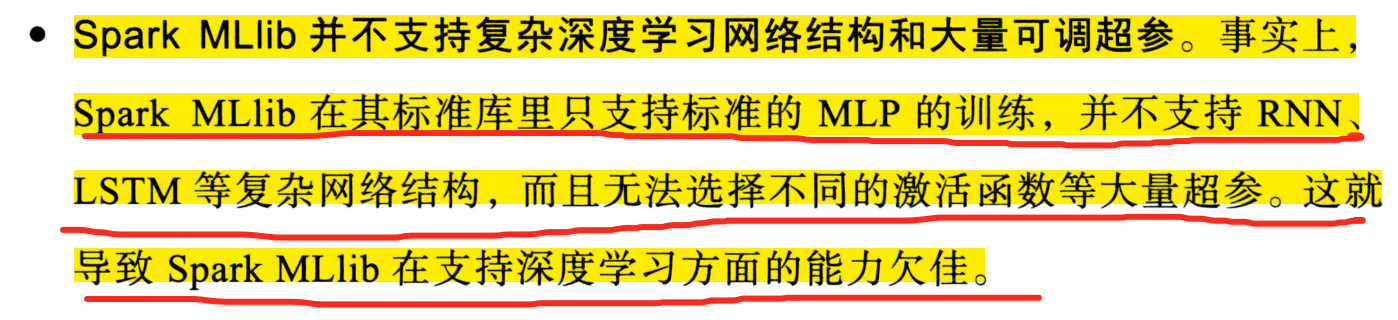 • Spark MLlib 并不支持复杂深度学习网络结构和大量可调超参。事实上，
Spark MLlib 在其标准库里只支持标准的 MLP 的训练，并不支持 RNN、
LSTM 等复杂网络结构，而且无法选择不同的激活函数等大量超参。这就
导致 Spark MLlib 在支持深度学习方面的能力欠佳。